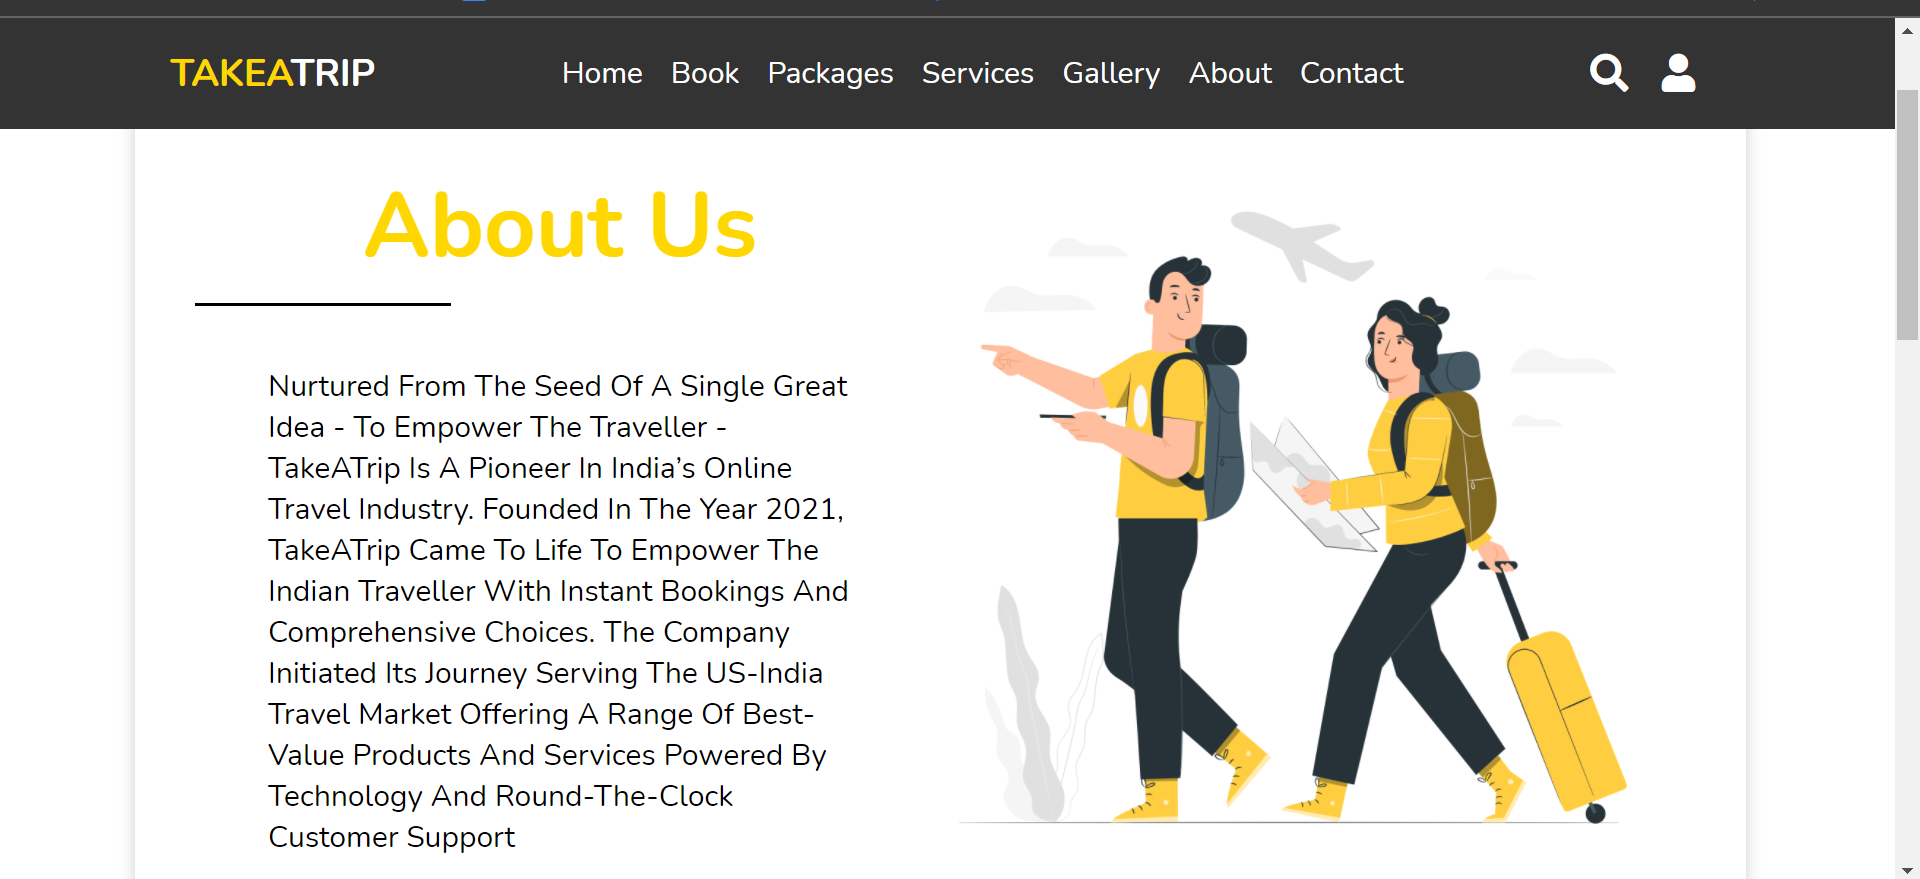 TAKEATRIP Home Book Packages Services Gallery About Contact
About Us
Nurtured From The Seed Of A Single Great
Idea - To Empower The Traveller -
TakeATrip Is A Pioneer In India’s Online
Travel Industry. Founded In The Year 2021,
TakeATrip Came To Life To Empower The
Indian Traveller With Instant Bookings And
Comprehensive Choices. The Company
Initiated Its Journey Serving The US-India
Travel Market Offering A Range Of Best-
Value Products And Services Powered By
Technology And Round-The-Clock
Customer Support